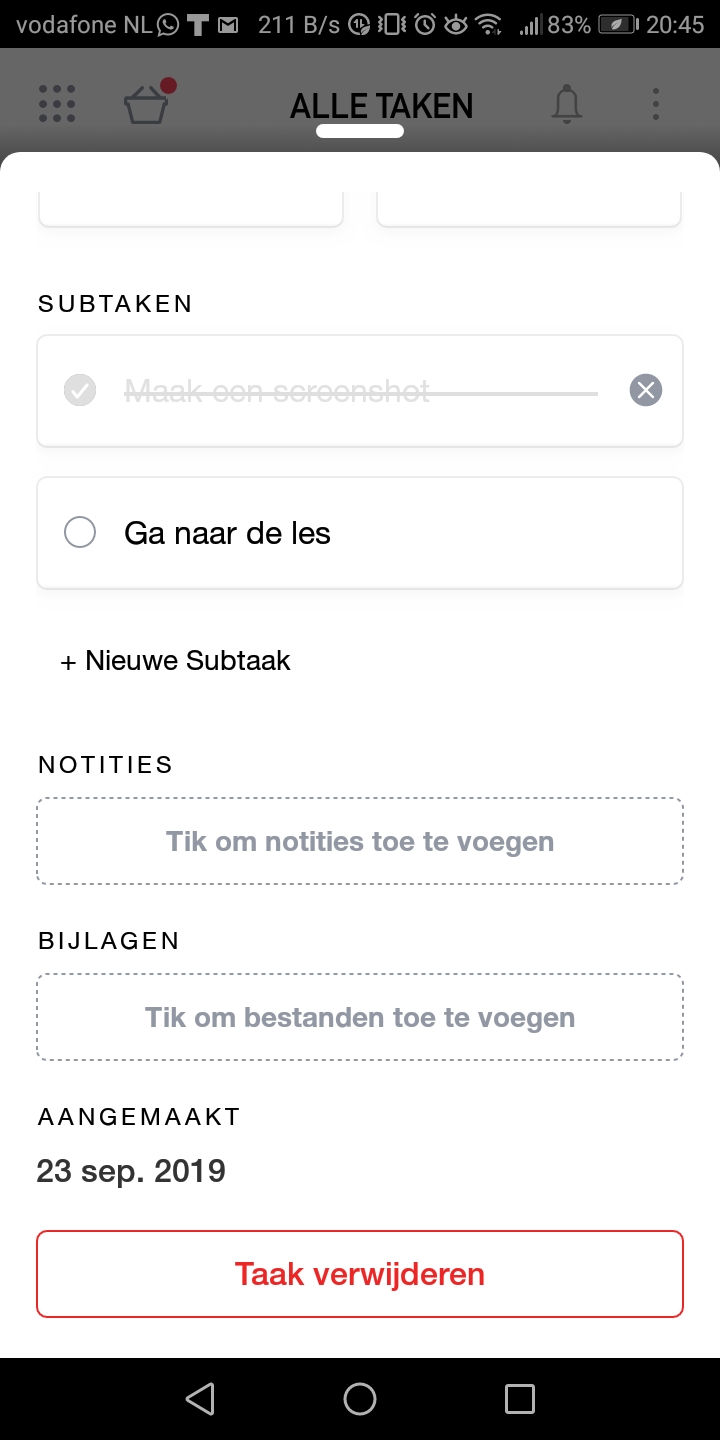 vodafone NL 211 B/s 83% 20:45
ALLE TAKEN
SUBTAKEN
Maak een screenshot
Ga naar de les
+ Nieuwe Subtaak
NOTITIES
Tik om notities toe te voegen
BIJLAGEN
Tik om bestanden toe te voegen
AANGEMAAKT
23 sep. 2019
Taak verwijderen